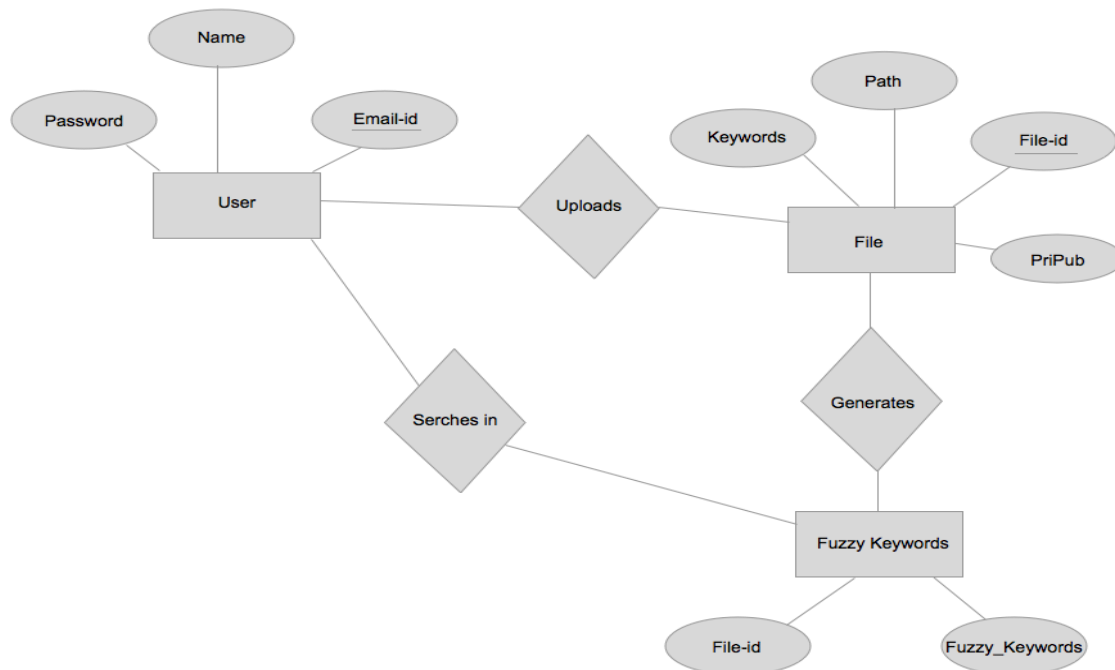 Name
Password
Email-id
User
Uploads
Path
Keywords
File-id
File
PriPub
Serches in
Generates
Fuzzy Keywords
File-id
Fuzzy_Keywords